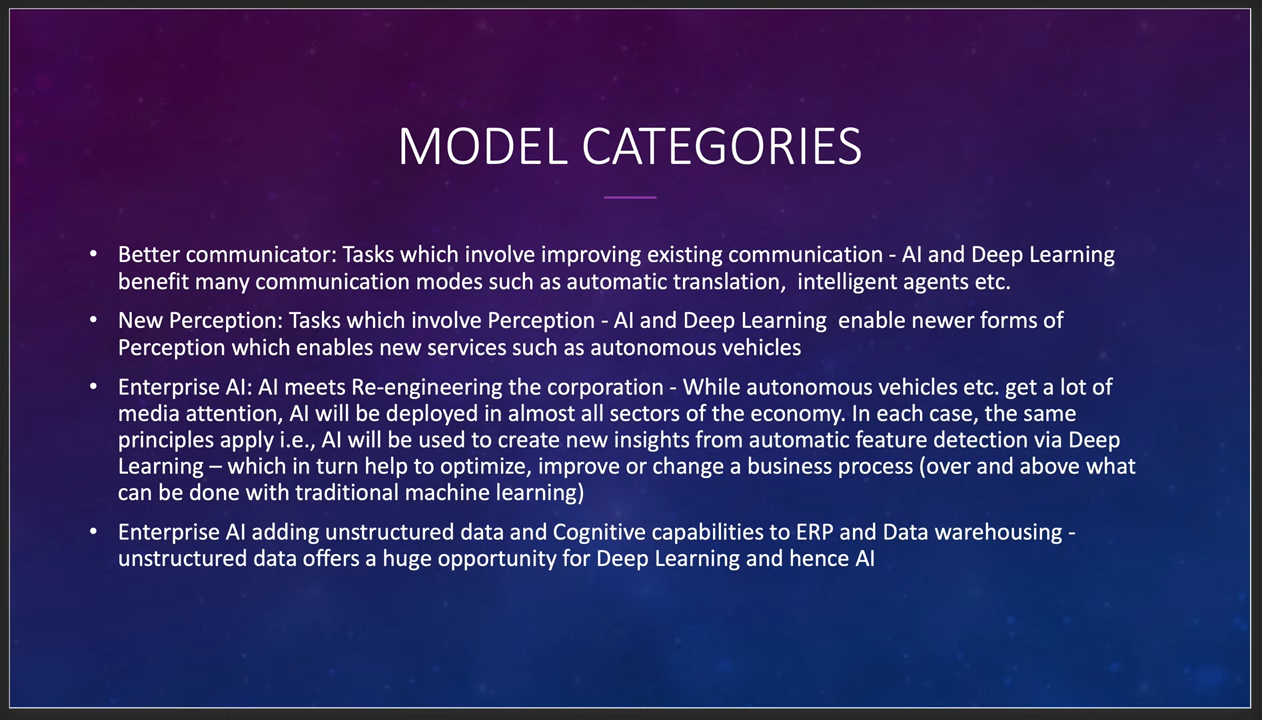 MODEL CATEGORIES
• Better communicator: Tasks which involve improving existing communication - AI and Deep Learning
benefit many communication modes such as automatic translation,  intelligent agents etc.
• New Perception: Tasks which involve Perception - AI and Deep Learning  enable newer forms of
Perception which enables new services such as autonomous vehicles
• Enterprise AI: AI meets Re-engineering the corporation - While autonomous vehicles etc. get a lot of
media attention, AI will be deployed in almost all sectors of the economy. In each case, the same
principles apply i.e., AI will be used to create new insights from automatic feature detection via Deep
Learning – which in turn help to optimize, improve or change a business process (over and above what
can be done with traditional machine learning)
• Enterprise AI adding unstructured data and Cognitive capabilities to ERP and Data warehousing -
unstructured data offers a huge opportunity for Deep Learning and hence AI